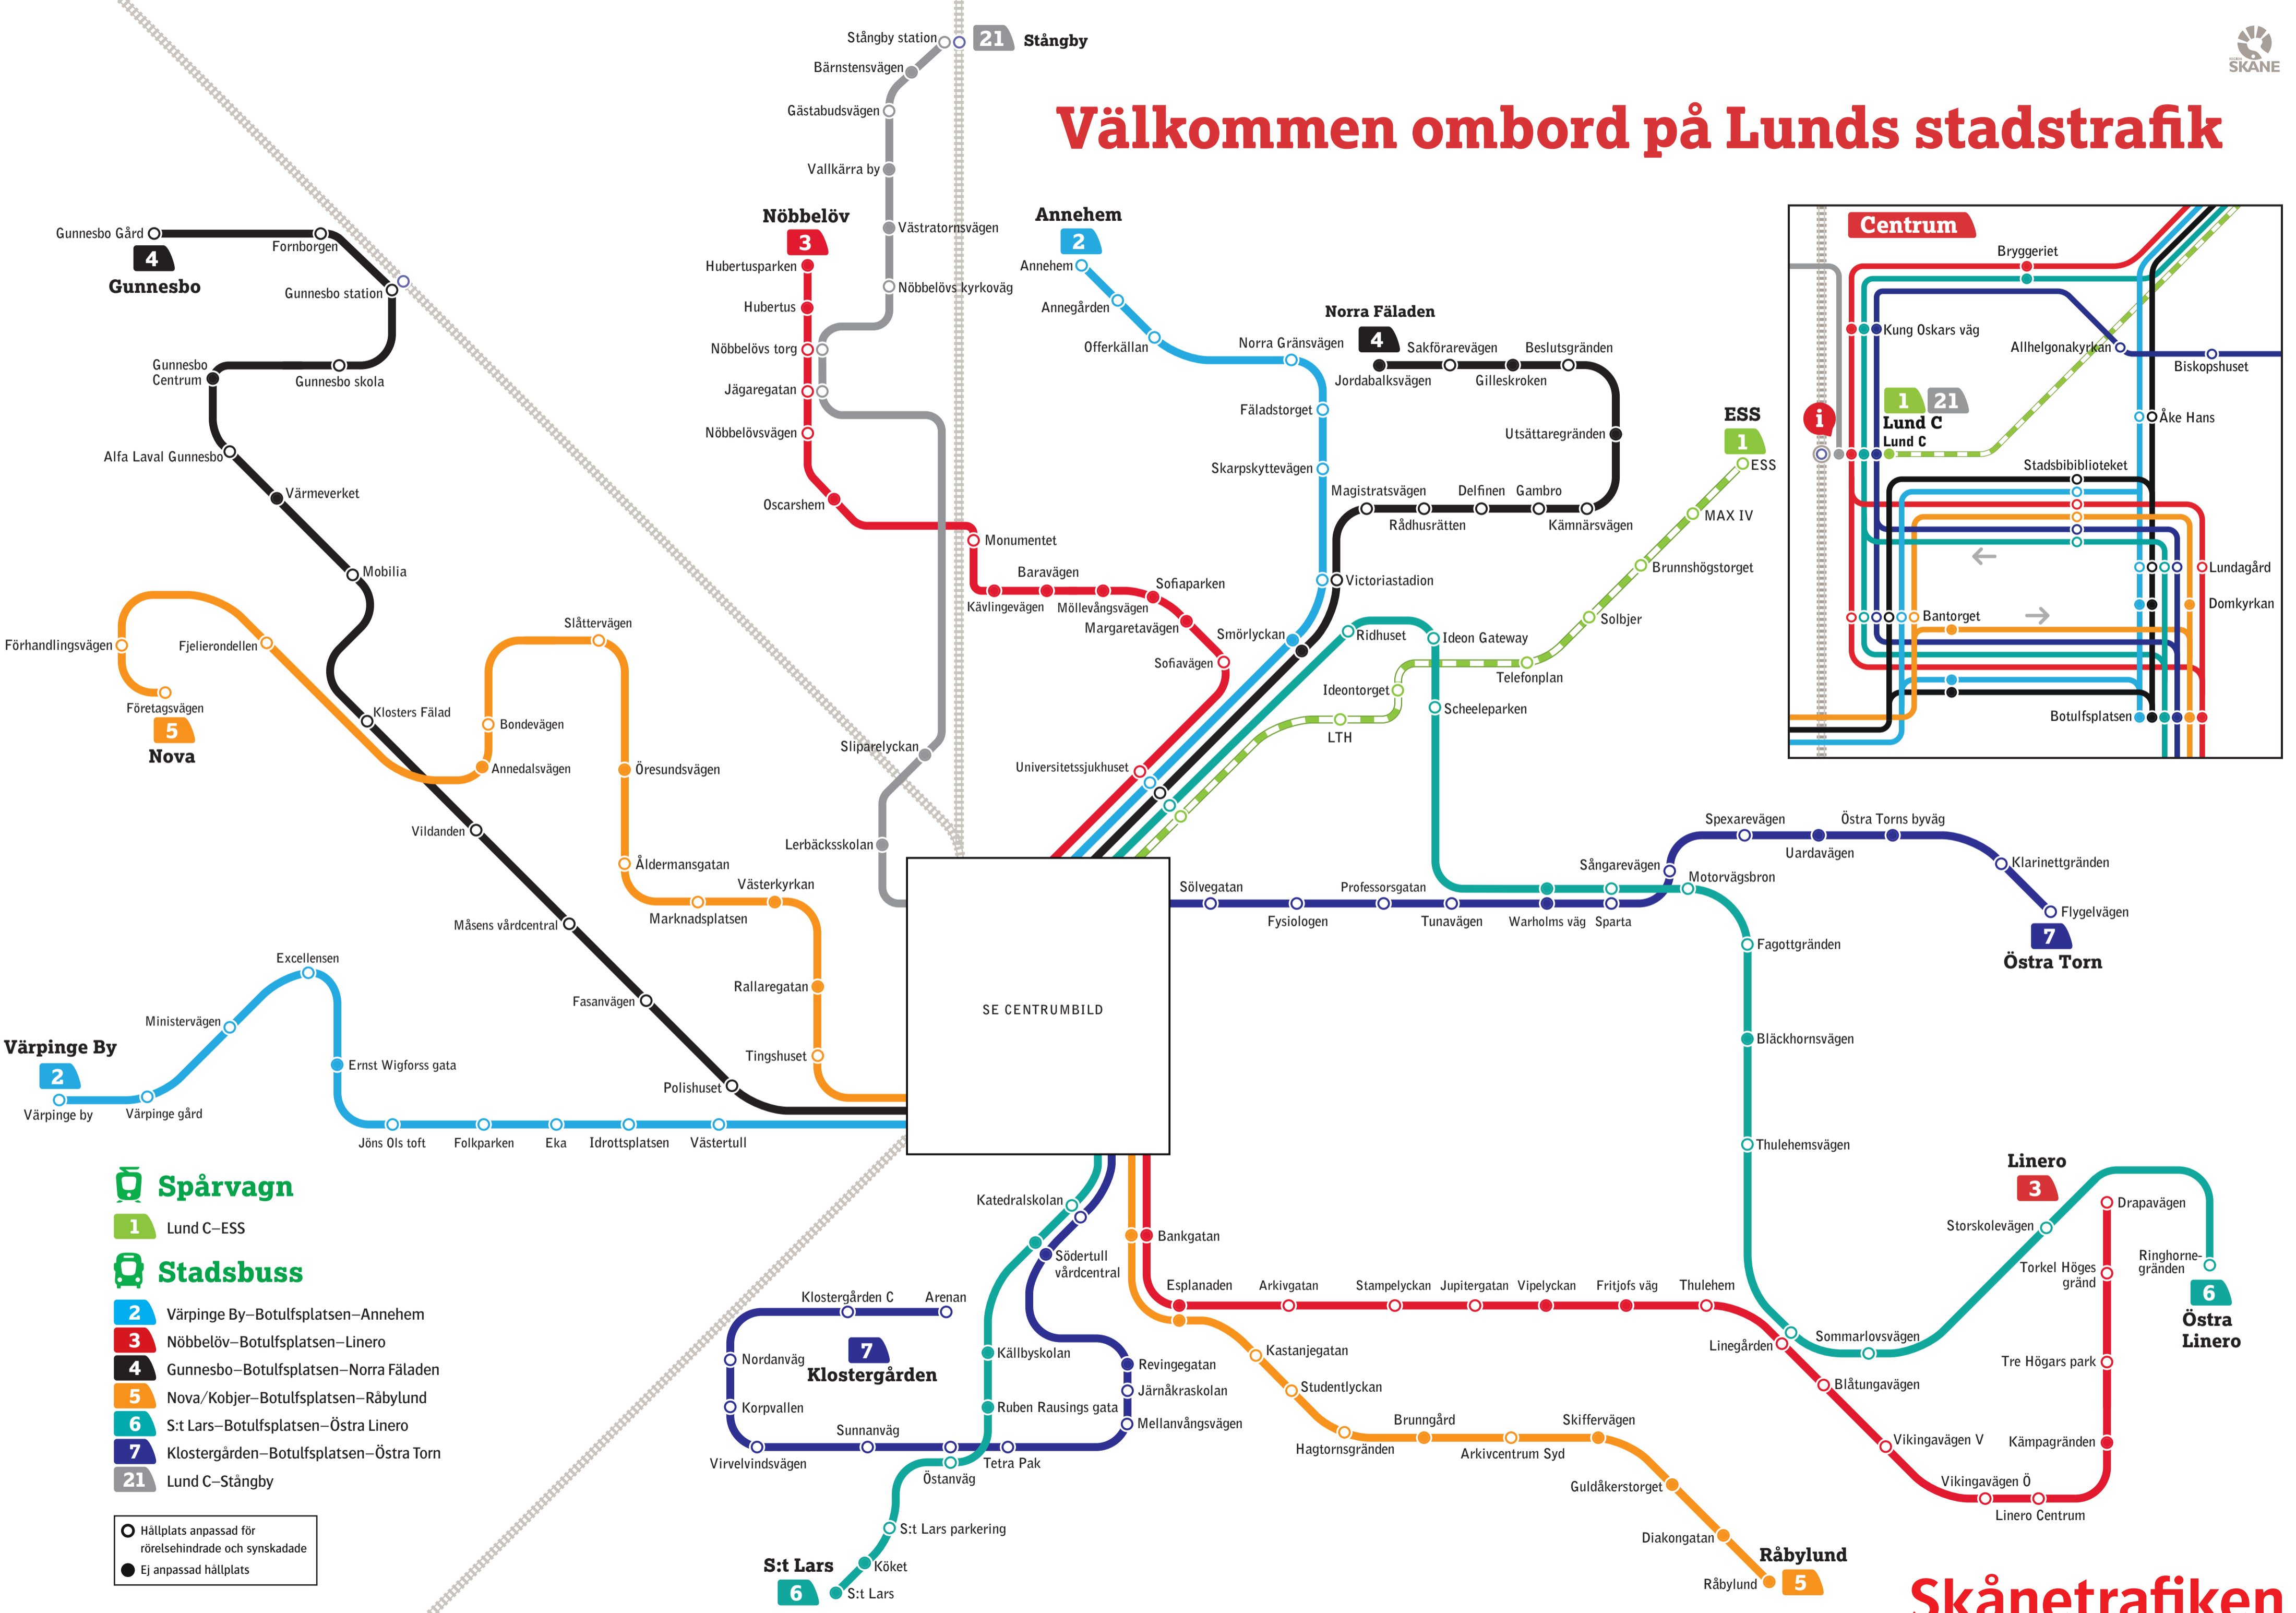 Välkommen ombord på Lunds stadstrafik
SKÅNE
Stångby station
21
Stångby
Bärnstensvägen
Gästabudsvägen
Vallkärra by
Västratornsvägen
Nöbbelövs kyrkoväg
Sliparelyckan
Lerbäcksskolan
Gunnesbo Gård
4
Gunnesbo
Fornborgen
Gunnesbo station
Gunnesbo skola
Gunnesbo
Centrum
Alfa Laval Gunnesbo
Värmeverket
Mobilia
Klosters Fälad
Vildanden
Måsens vårdcentral
Fasanvägen
Polishuset
Nöbbelöv
3
Hubertusparken
Hubertus
Nöbbelövs torg
Jägaregatan
Nöbbelövsvägen
Oscarshem
Monumentet
Kävlingevägen
Baravägen
Möllevångsvägen
Sofiaparken
Margaretavägen
Sofiavägen
Universitetssjukhuset
Annehem
2
Annehem
Annegården
Offerkällan
Norra Gränsvägen
Fäladstorget
Skarpskyttevägen
Victoriastadion
Smörlyckan
Norra Fäladen
4
Jordabalksvägen
Sakförarevägen
Gilleskroken
Beslutsgränden
Utsättaregränden
Kämnärsvägen
Gambro
Delfinen
Rådhusrätten
Magistratsvägen
ESS
1
ESS
MAX IV
Brunnshögstorget
Solbjer
Telefonplan
Ideontorget
LTH
Ridhuset
Ideon Gateway
Scheeleparken
Centrum
Bryggeriet
Kung Oskars väg
Allhelgonakyrkan
Biskopshuset
i
1
21
Lund C
Lund C
Åke Hans
Stadsbibiblioteket
Lundagård
Domkyrkan
Bantorget
Botulfsplatsen
Förhandlingsvägen
Fjelierondellen
Företagsvägen
5
Nova
Annedalsvägen
Bondevägen
Slåttervägen
Öresundsvägen
Åldermansgatan
Marknadsplatsen
Västerkyrkan
Rallaregatan
Tingshuset
SE CENTRUMBILD
Sölvegatan
Fysiologen
Professorsgatan
Tunavägen
Warholms väg
Sparta
Sångarevägen
Motorvägsbron
Spexarevägen
Uardavägen
Östra Torns byväg
Klarinettgränden
Flygelvägen
7
Östra Torn
Fagottgränden
Bläckhornsvägen
Thulehemsvägen
Värpinge By
2
Värpinge by
Värpinge gård
Ministervägen
Excellensen
Ernst Wigforss gata
Jöns Ols toft
Folkparken
Eka
Idrottsplatsen
Västertull
Katedralskolan
Södertull
vårdcentral
Källbyskolan
Ruben Rausings gata
Östanväg
S:t Lars parkering
Köket
S:t Lars
S:t Lars
6
Klostergården C
Arenan
7
Klostergården
Nordanväg
Korpvallen
Virvelvindsvägen
Sunnanväg
Tetra Pak
Mellanvångsvägen
Järnåkraskolan
Revingegatan
Bankgatan
Esplanaden
Arkivgatan
Stampelyckan
Jupitergatan
Vipelyckan
Fritjofs väg
Thulehem
Linegården
Blåtungavägen
Vikingavägen V
Vikingavägen Ö
Linero Centrum
Kämpagränden
Tre Högars park
Torkel Höges
gränd
Drapavägen
Linero
3
Sommarlovsvägen
Storskolevägen
Ringhorne-
gränden
6
Östra
Linero
Kastanjegatan
Studentlyckan
Hagtornsgränden
Brunngård
Arkivcentrum Syd
Skiffervägen
Guldåkerstorget
Diakongatan
Råbylund
Råbylund
5
Spårvagn
1 Lund C–ESS
Stadsbuss
2 Värpinge By–Botulfsplatsen–Annehem
3 Nöbbelöv–Botulfsplatsen–Linero
4 Gunnesbo–Botulfsplatsen–Norra Fäladen
5 Nova/Kobjer–Botulfsplatsen–Råbylund
6 S:t Lars–Botulfsplatsen–Östra Linero
7 Klostergården–Botulfsplatsen–Östra Torn
21 Lund C–Stångby
Hållplats anpassad för
rörelsehindrade och synskadade
Ej anpassad hållplats
Skånetrafiken